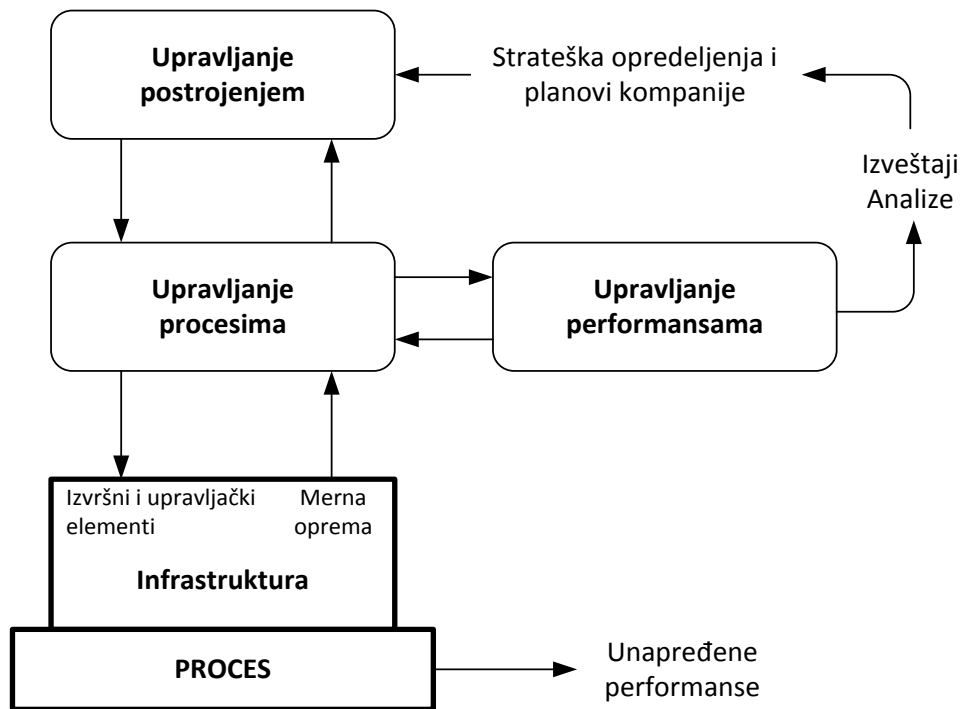 Upravljanje
postrojenjem
Strateška opredeljenja i
planovi kompanije
Izveštaji
Analize
Upravljanje
procesima
Upravljanje
performansama
Izvršni i upravljački
elementi
Merna
oprema
Infrastruktura
PROCES
Unapređene
performanse